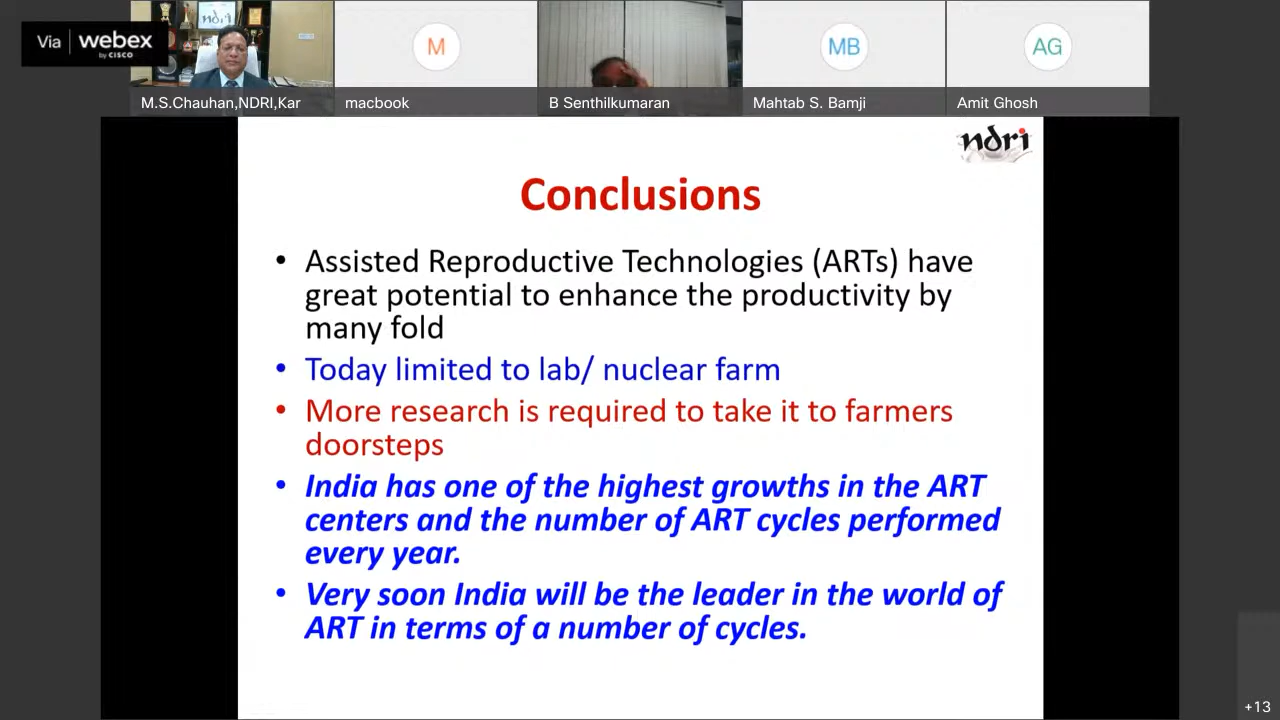 Via webex
by CISCO
ndri
M
MB
AG
M.S.Chauhan,NDRI,Kar
macbook
B Senthilkumaran
Mahtab S. Bamji
Amit Ghosh
ndri
Conclusions
• Assisted Reproductive Technologies (ARTs) have
great potential to enhance the productivity by
many fold
• Today limited to lab/ nuclear farm
• More research is required to take it to farmers
doorsteps
• India has one of the highest growths in the ART
centers and the number of ART cycles performed
every year.
• Very soon India will be the leader in the world of
ART in terms of a number of cycles.
+13